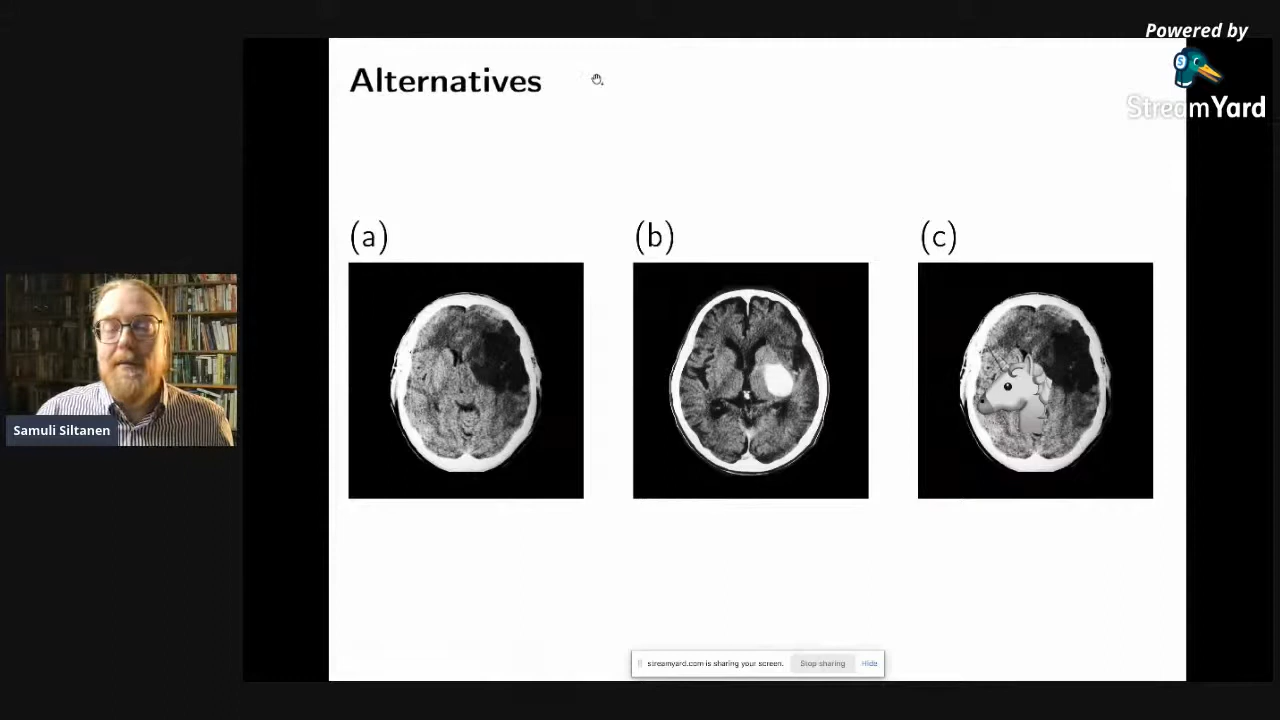 Powered by
StreamYard
Alternatives
(a)
(b)
(c)
Samuli Siltanen
streamyard.com is sharing your screen.
Stop sharing
Hide